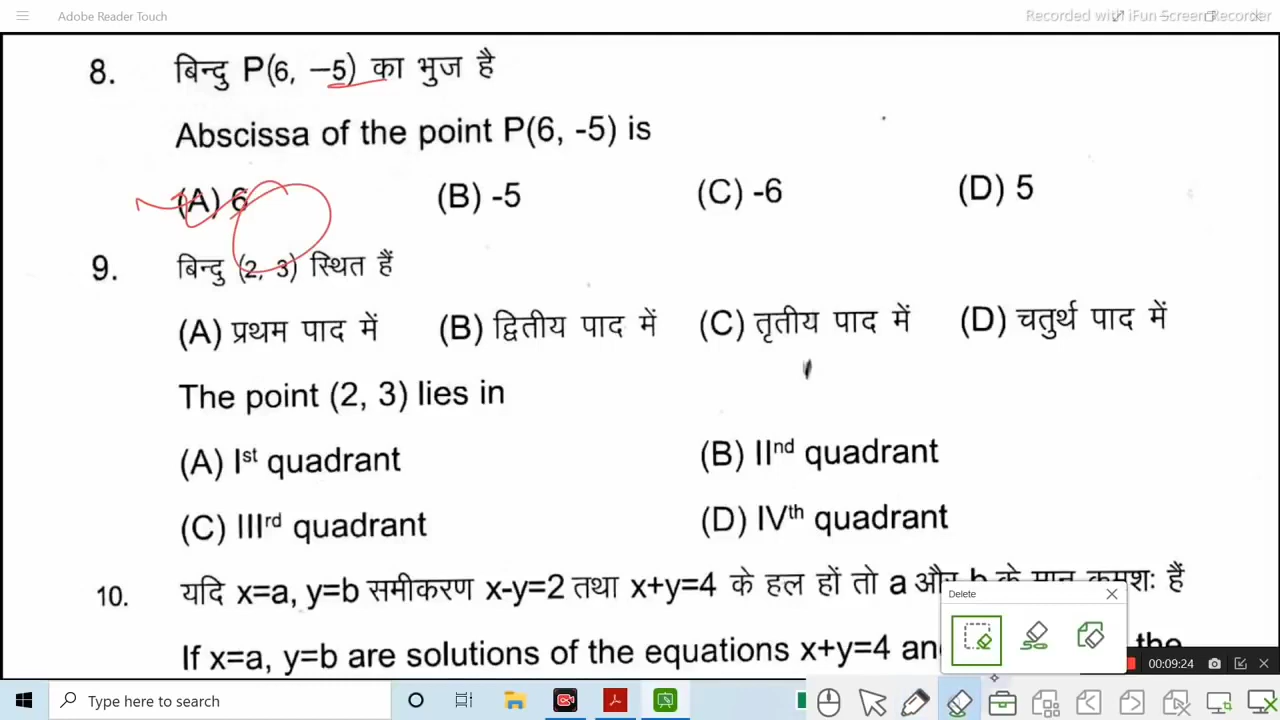 Adobe Reader Touch
Recorded with iFun Screen Recorder
8. बिन्दु P(6, −5) का भुज है
Abscissa of the point P(6, -5) is
(A) 6 (B) -5 (C) -6 (D) 5
9. बिन्दु (2, 3) स्थित हैं
(A) प्रथम पाद में (B) द्वितीय पाद में (C) तृतीय पाद में (D) चतुर्थ पाद में
The point (2, 3) lies in
(A) Iˢᵗ quadrant (B) IIⁿᵈ quadrant
(C) IIIʳᵈ quadrant (D) IVᵗʰ quadrant
10. यदि x=a, y=b समीकरण x-y=2 तथा x+y=4 के हल हों तो a और b के मान क्रमशः हैं
Delete
If x=a, y=b are solutions of the equations x+y=4 an the
00:09:24
Type here to search